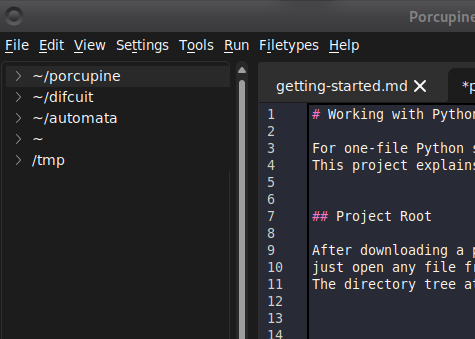 Porcupine
File Edit View Settings Tools Run Filetypes Help
~/porcupine
~/difcuit
~/automata
~
/tmp
getting-started.md
1 # Working with Python
2
3 For one-file Python s
4 This project explains
5
6
7 ## Project Root
8
9 After downloading a p
10 just open any file fr
11 The directory tree at
12
13
14